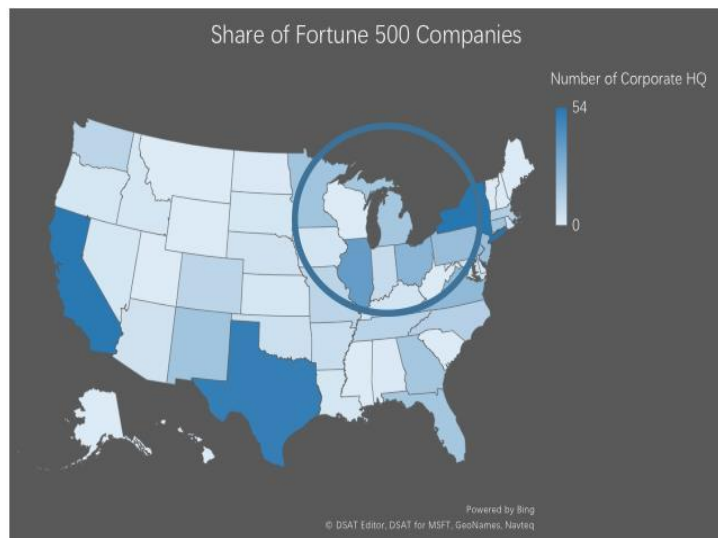 Share of Fortune 500 Companies
Number of Corporate HQ
54
0
Powered by Bing
© DSAT Editor, DSAT for MSFT, GeoNames, Navteq